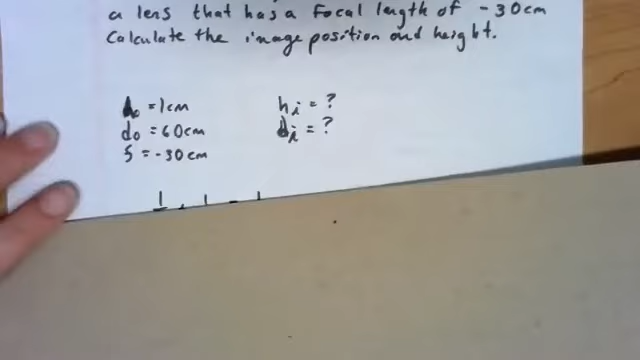 a lens that has a focal length of -30cm
Calculate the image position and height.
ho = 1cm hi = ?
do = 60cm di = ?
f = -30cm